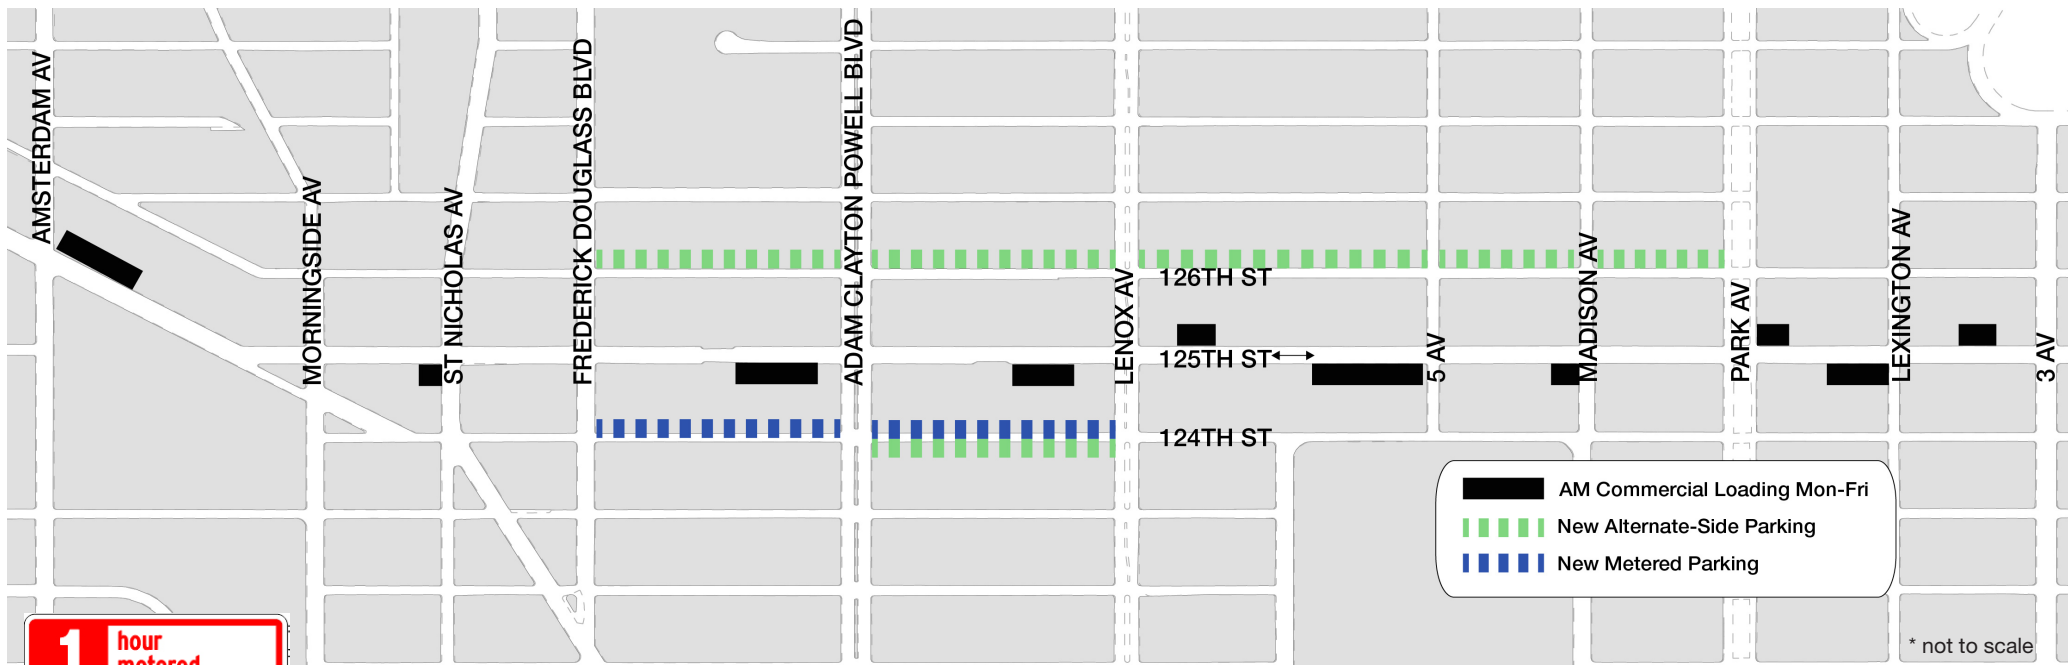 AMSTERDAM AV
MORNINGSIDE AV
ST NICHOLAS AV
FREDERICK DOUGLASS BLVD
ADAM CLAYTON POWELL BLVD
LENOX AV
126TH ST
125TH ST
124TH ST
5 AV
MADISON AV
PARK AV
LEXINGTON AV
3 AV
AM Commercial Loading Mon-Fri
New Alternate-Side Parking
New Metered Parking
1
hour
metered
* not to scale